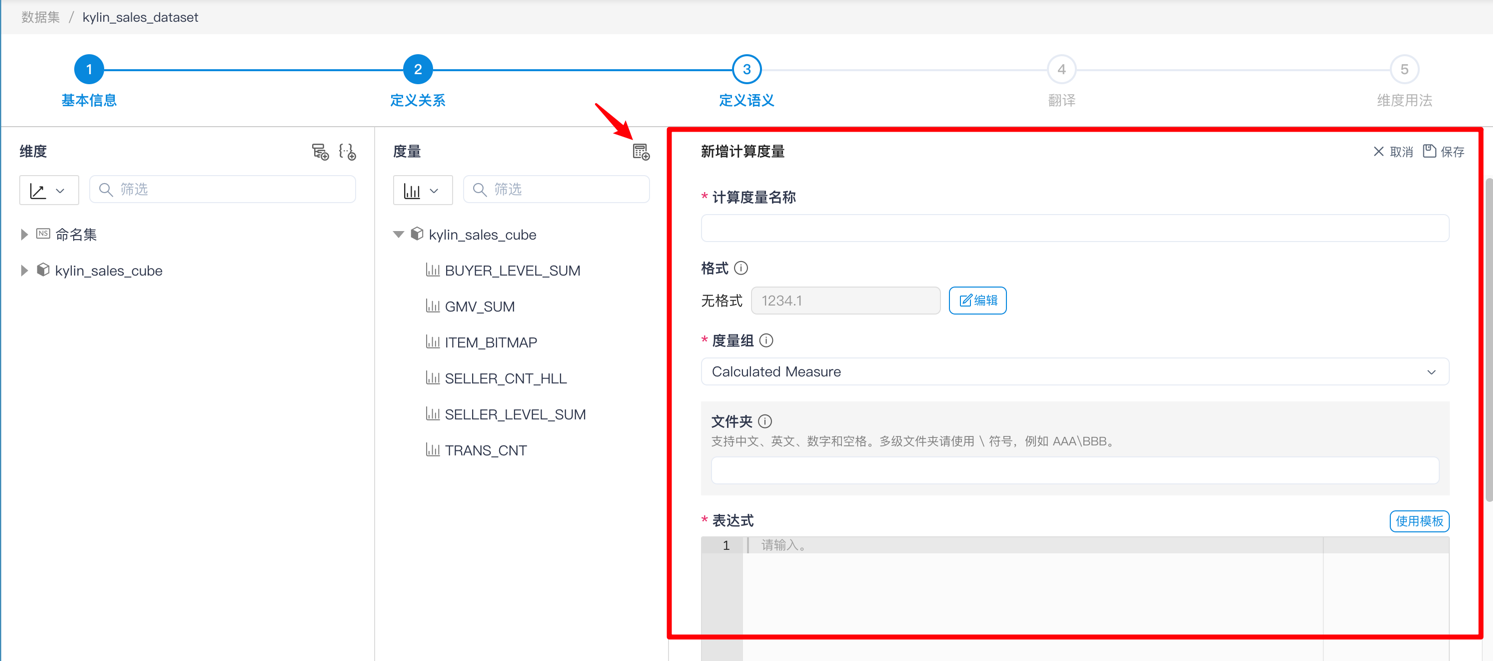 数据集 / kylin_sales_dataset
1
2
3
4
5
基本信息
定义关系
定义语义
翻译
维度用法
维度
筛选
NS 命名集
kylin_sales_cube
度量
筛选
kylin_sales_cube
BUYER_LEVEL_SUM
GMV_SUM
ITEM_BITMAP
SELLER_CNT_HLL
SELLER_LEVEL_SUM
TRANS_CNT
新增计算度量
取消
保存
* 计算度量名称
格式
无格式 1234.1 编辑
* 度量组
Calculated Measure
文件夹
支持中文、英文、数字和空格。多级文件夹请使用 \ 符号，例如 AAA\BBB。
* 表达式
使用模板
1 请输入。